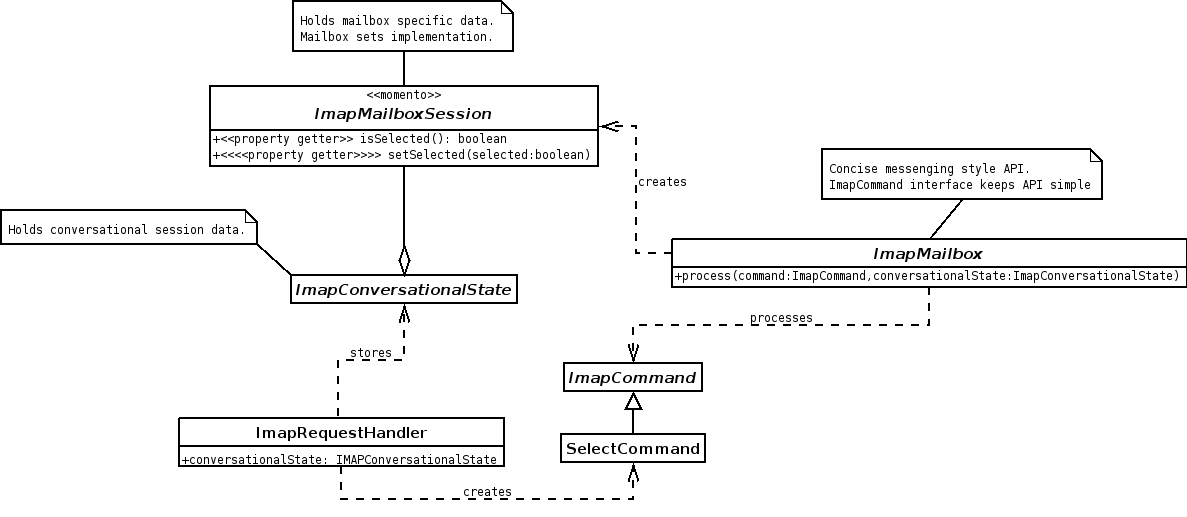 Holds mailbox specific data.
Mailbox sets implementation.
<<momento>>
ImapMailboxSession
+<<property getter>> isSelected(): boolean
+<<<<property getter>>>> setSelected(selected:boolean)
creates
Concise messenging style API.
ImapCommand interface keeps API simple
Holds conversational session data.
ImapMailbox
+process(command:ImapCommand,conversationalState:ImapConversationalState)
ImapConversationalState
processes
stores
ImapCommand
ImapRequestHandler
+conversationalState: IMAPConversationalState
SelectCommand
creates